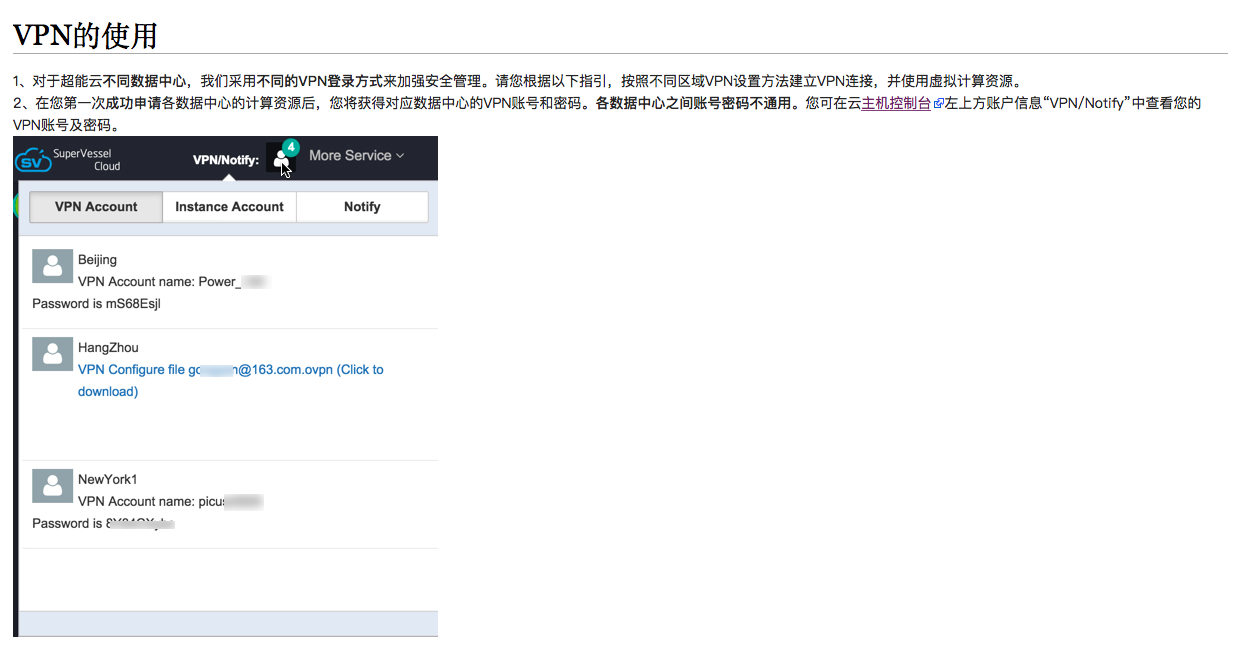 VPN的使用
1、对于超能云不同数据中心，我们采用不同的VPN登录方式来加强安全管理。请您根据以下指引，按照不同区域VPN设置方法建立VPN连接，并使用虚拟计算资源。
2、在您第一次成功申请各数据中心的计算资源后，您将获得对应数据中心的VPN账号和密码。各数据中心之间账号密码不通用。您可在云主机控制台左上方账户信息“VPN/Notify”中查看您的
VPN账号及密码。
SV SuperVessel Cloud VPN/Notify: 4 More Service
VPN Account Instance Account Notify
Beijing
VPN Account name: Power_
Password is mS68Esjl
HangZhou
VPN Configure file @163.com.ovpn (Click to
download)
NewYork1
VPN Account name: picus
Password is